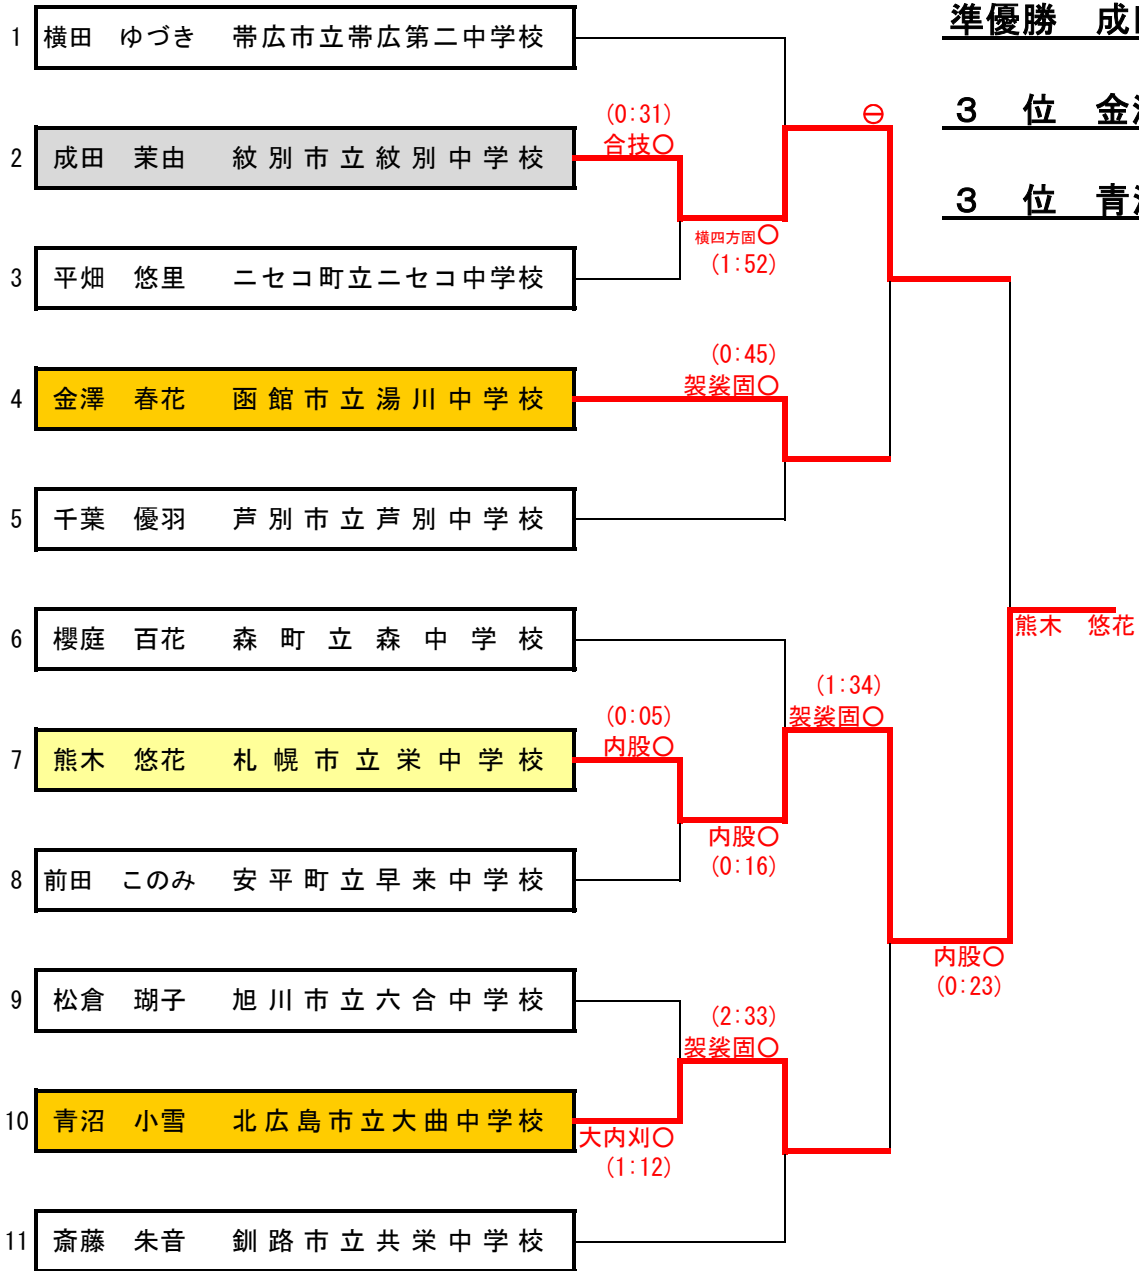 準優勝　成田
３　位　金澤
３　位　青沼
1 横田　ゆづき　帯広市立帯広第二中学校
(0:31)
合技○
⊖
2 成田　茉由　紋別市立紋別中学校
横四方固○
(1:52)
3 平畑　悠里　ニセコ町立ニセコ中学校
(0:45)
袈裟固○
4 金澤　春花　函館市立湯川中学校
5 千葉　優羽　芦別市立芦別中学校
熊木　悠花
6 櫻庭　百花　森町立森中学校
(1:34)
袈裟固○
(0:05)
内股○
7 熊木　悠花　札幌市立栄中学校
内股○
(0:16)
8 前田　このみ　安平町立早来中学校
内股○
(0:23)
9 松倉　瑚子　旭川市立六合中学校
(2:33)
袈裟固○
10 青沼　小雪　北広島市立大曲中学校
大内刈○
(1:12)
11 斎藤　朱音　釧路市立共栄中学校